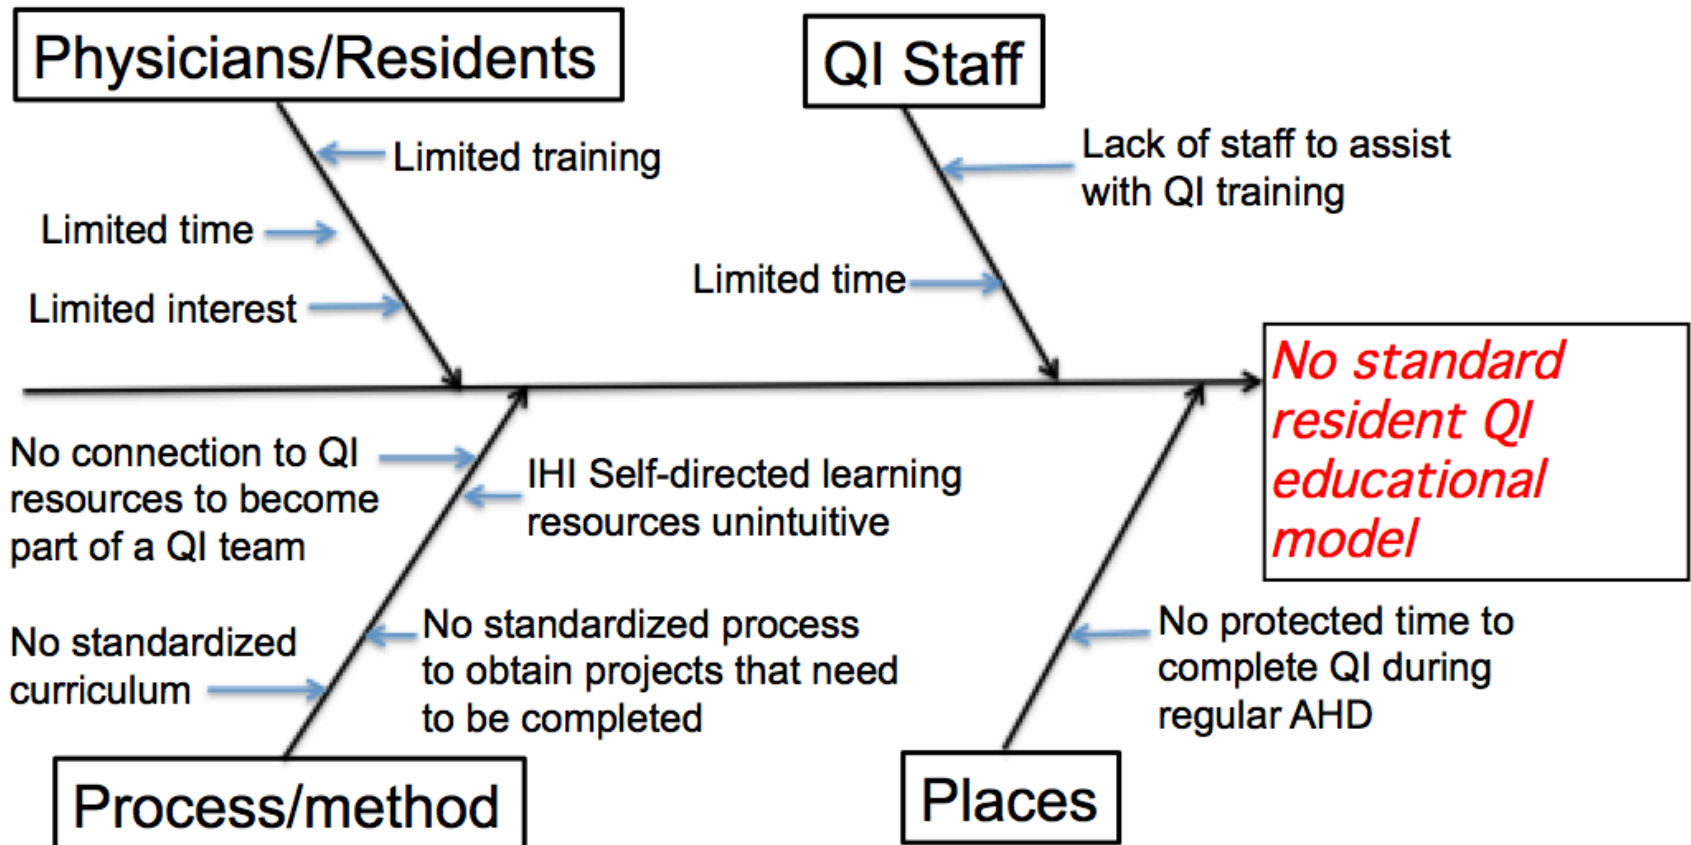 Physicians/Residents
Limited training
Limited time
Limited interest
QI Staff
Lack of staff to assist
with QI training
Limited time
No standard
resident QI
educational
model
No connection to QI
resources to become
part of a QI team
IHI Self-directed learning
resources unintuitive
No standardized
curriculum
No standardized process
to obtain projects that need
to be completed
Process/method
No protected time to
complete QI during
regular AHD
Places